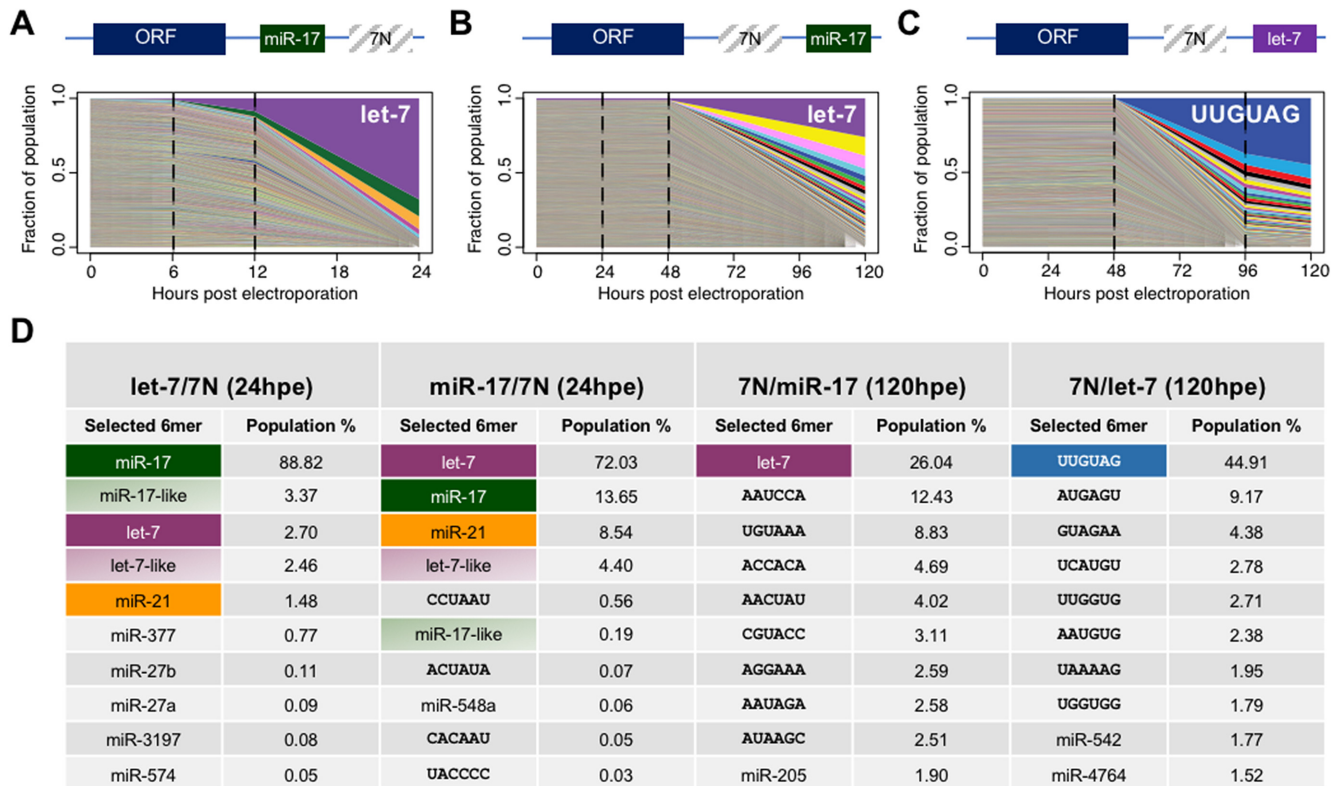 A
ORF
miR-17
7N
B
ORF
7N
miR-17
C
ORF
7N
let-7
Fraction of population
1.0
0.5
0.0
let-7
0 6 12 18 24
Hours post electroporation
Fraction of population
1.0
0.5
0.0
let-7
0 24 48 72 96 120
Hours post electroporation
Fraction of population
1.0
0.5
0.0
UUGUAG
0 24 48 72 96 120
Hours post electroporation
D
let-7/7N (24hpe) miR-17/7N (24hpe) 7N/miR-17 (120hpe) 7N/let-7 (120hpe)
Selected 6mer Population % Selected 6mer Population % Selected 6mer Population % Selected 6mer Population %
miR-17 88.82 let-7 72.03 let-7 26.04 UUGUAG 44.91
miR-17-like 3.37 miR-17 13.65 AAUCCA 12.43 AUGAGU 9.17
let-7 2.70 miR-21 8.54 UGUAAA 8.83 GUAGAA 4.38
let-7-like 2.46 let-7-like 4.40 ACCACA 4.69 UCAUGU 2.78
miR-21 1.48 CCUAAU 0.56 AACUAU 4.02 UUGGUG 2.71
miR-377 0.77 miR-17-like 0.19 CGUACC 3.11 AAUGUG 2.38
miR-27b 0.11 ACUAUA 0.07 AGGAAA 2.59 UAAAAG 1.95
miR-27a 0.09 miR-548a 0.06 AAUAGA 2.58 UGGUGG 1.79
miR-3197 0.08 CACAAU 0.05 AUAAGC 2.51 miR-542 1.77
miR-574 0.05 UACCCC 0.03 miR-205 1.90 miR-4764 1.52